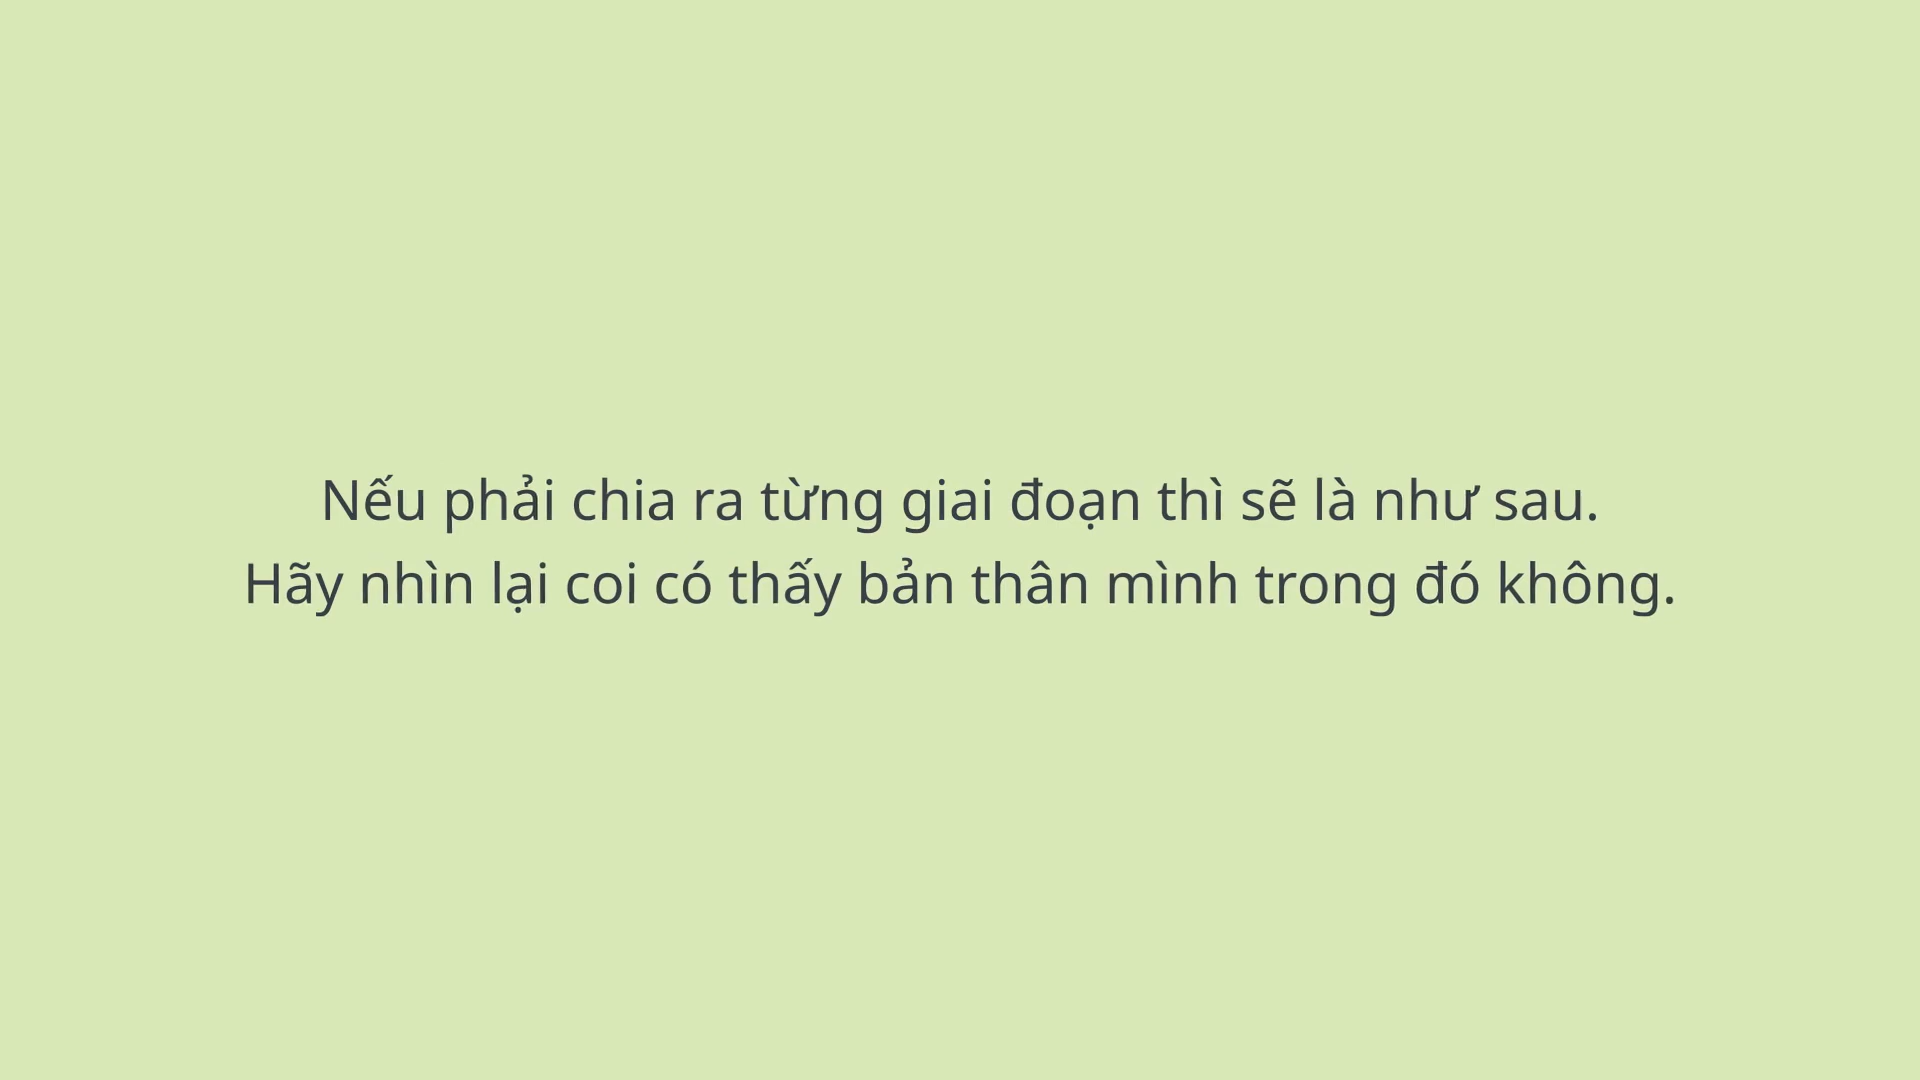 Nếu phải chia ra từng giai đoạn thì sẽ là như sau.
Hãy nhìn lại coi có thấy bản thân mình trong đó không.